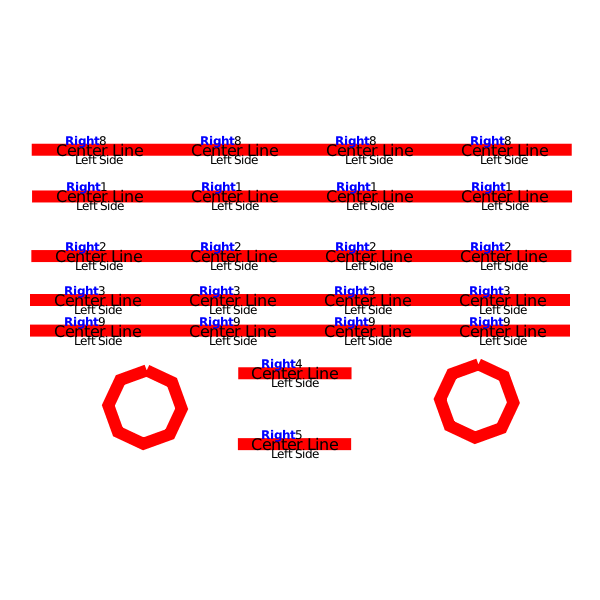 Right8 Right8 Right8 Right8
Center Line Center Line Center Line Center Line
Left Side Left Side Left Side Left Side
Right1 Right1 Right1 Right1
Center Line Center Line Center Line Center Line
Left Side Left Side Left Side Left Side
Right2 Right2 Right2 Right2
Center Line Center Line Center Line Center Line
Left Side Left Side Left Side Left Side
Right3 Right3 Right3 Right3
Center Line Center Line Center Line Center Line
Left Side Left Side Left Side Left Side
Right9 Right9 Right9 Right9
Center Line Center Line Center Line Center Line
Left Side Left Side Left Side Left Side
Right4
Center Line
Left Side
Right5
Center Line
Left Side